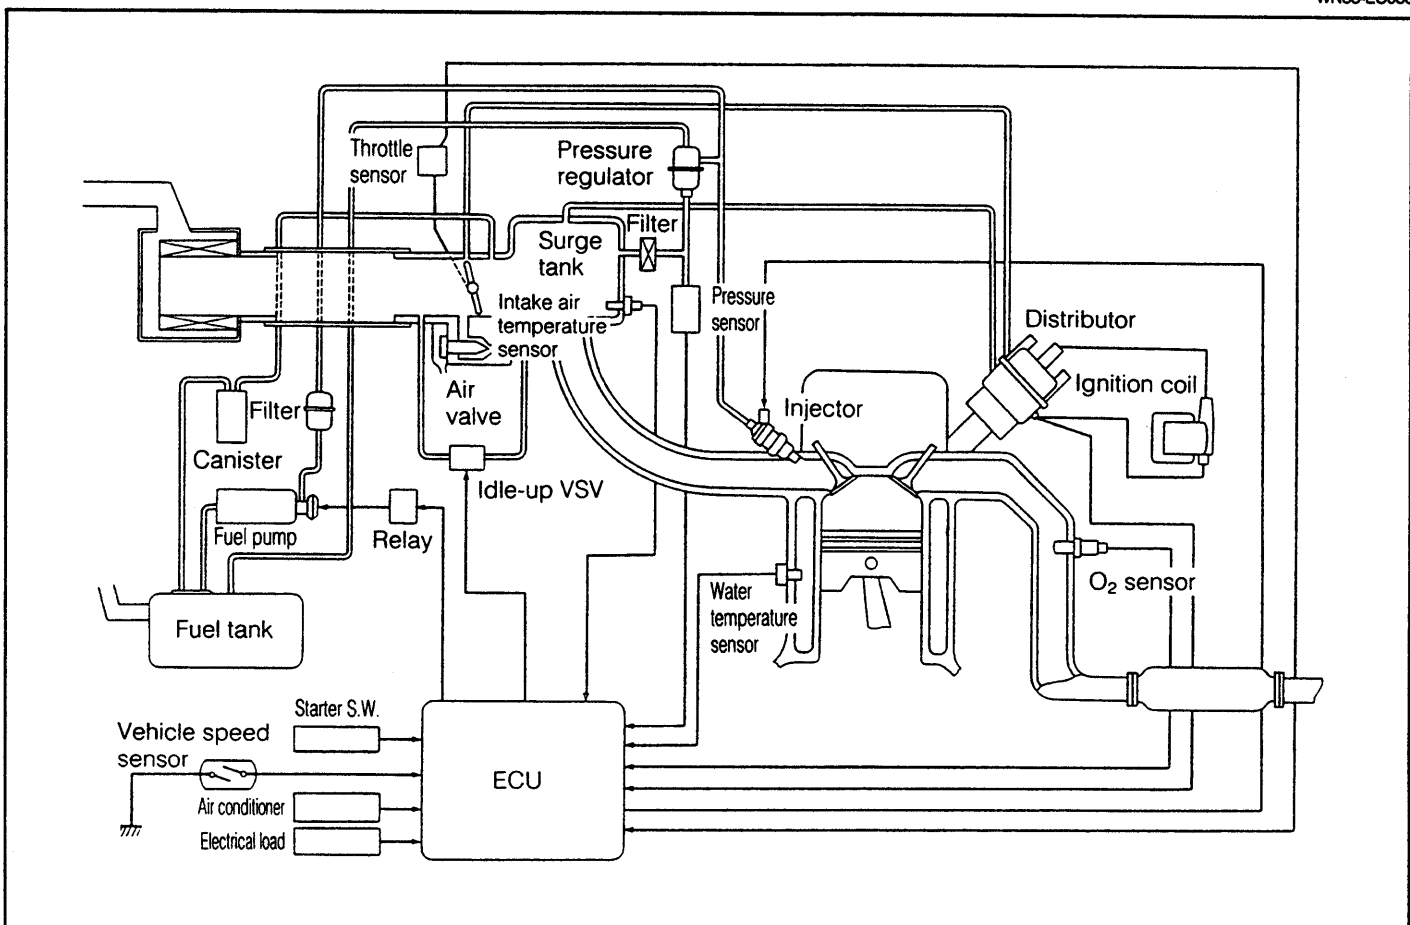 Throttle
sensor
Pressure
regulator
Filter
Surge
tank
Intake air
temperature
sensor
Pressure
sensor
Distributor
Ignition coil
Injector
Air
valve
Filter
Canister
Idle-up VSV
Fuel pump
Relay
O₂ sensor
Water
temperature
sensor
Fuel tank
Starter S.W.
Vehicle speed
sensor
ECU
Air conditioner
Electrical load